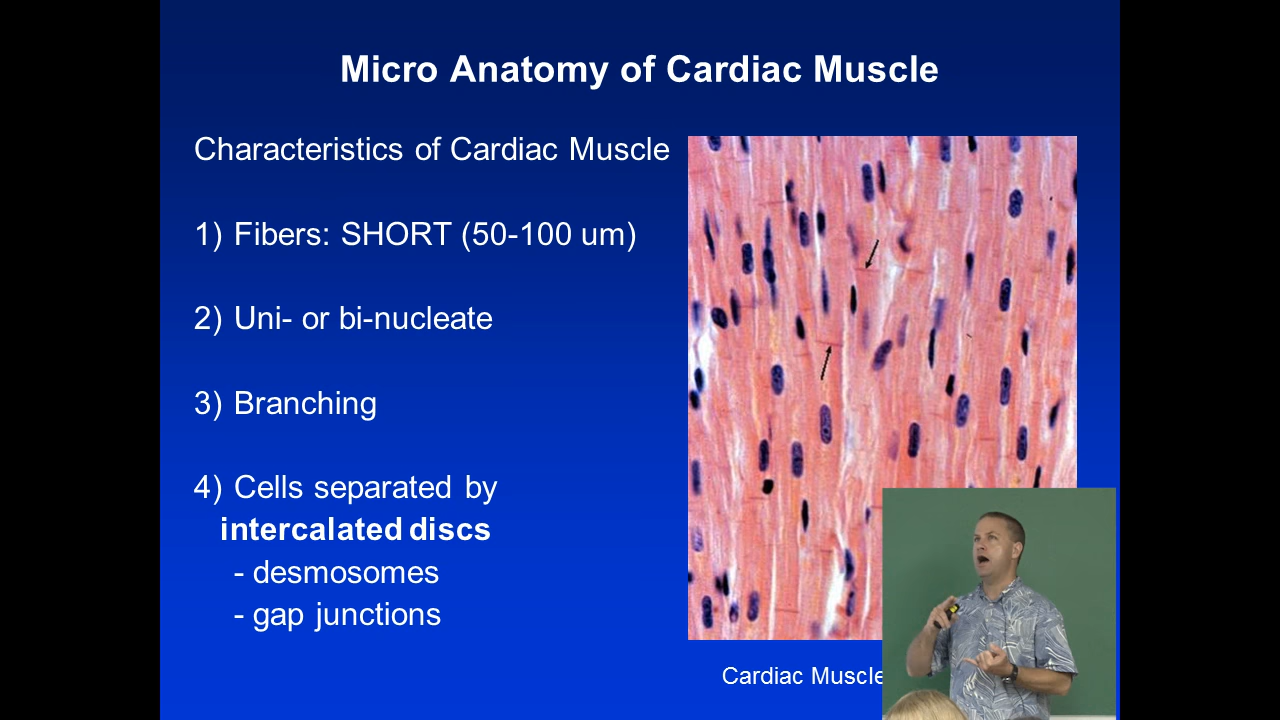 Micro Anatomy of Cardiac Muscle
Characteristics of Cardiac Muscle
1) Fibers: SHORT (50-100 um)
2) Uni- or bi-nucleate
3) Branching
4) Cells separated by
intercalated discs
- desmosomes
- gap junctions
Cardiac Muscle